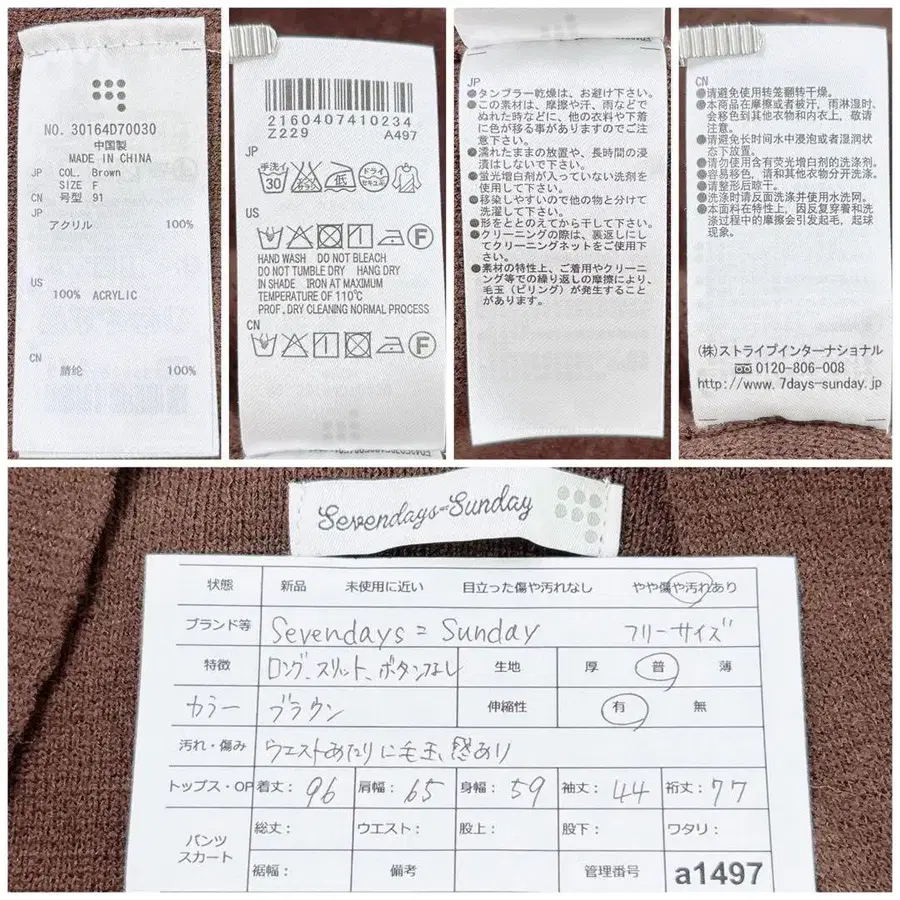 NO. 30164D70030
中国製
MADE IN CHINA
JP COL. Brown
US SIZE F
CN 号型 91
JP
アクリル 100%
US
100% ACRYLIC
CN
腈纶 100%
2160407410234
Z229 A497
JP
手洗イ 30 低 ドライ セキユ系
US
F
HAND WASH DO NOT BLEACH
DO NOT TUMBLE DRY HANG DRY
IN SHADE IRON AT MAXIMUM
TEMPERATURE OF 110℃
PROF. DRY CLEANING NORMAL PROCESS
CN
F
JP
●タンブラー乾燥は、お避け下さい。
●この素材は、摩擦や汗、雨などで
ぬれた時などに、他の衣料や下着
に色が移る事がありますのでご注
意下さい。
●濡れたままの放置や、長時間の浸
漬はしないで下さい。
●蛍光増白剤が入っていない洗剤を
使用して下さい。
●移染しやすいので他の物と分けて
洗濯して下さい。
●形をととのえてから干して下さい。
●クリーニングの際は、裏返しにし
てクリーニングネットをご使用下
さい。
●素材の特性上、ご着用やクリーニ
ング等での繰り返しの摩擦により、
毛玉(ピリング)が発生すること
があります。
CN
●请避免使用转笼翻转干燥。
●本商品在摩擦或者被汗，雨淋湿时、
会移色到其他衣物和内衣上，敬请
注意。
●请避免长时间水中浸泡或者湿润状
态下放置。
●请勿使用含有荧光增白剂的洗涤剂。
●容易移色，请和其他衣物分开洗涤。
●请整形后晾干。
●洗涤时请反面洗涤并使用水洗网。
●本面料在特性上，因反复穿着和洗
涤过程中的摩擦会引发起毛，起球
现象。
(株)ストライプインターナショナル
0120-806-008
http://www.7days-sunday.jp
Sevendays=Sunday
状態 新品 未使用に近い 目立った傷や汚れなし やや傷や汚れあり
ブランド等 Sevendays = Sunday フリーサイズ
特徴 ロング、スリット、ボタンなし 生地 厚 普 薄
カラー ブラウン 伸縮性 有 無
汚れ・傷み ウエストあたりに毛玉、感あり
トップス・OP 着丈： 96 肩幅： 65 身幅： 59 袖丈： 44 裄丈： 77
パンツ スカート 総丈： ウエスト： 股上： 股下： ワタリ：
裾幅： 備考 管理番号 a1497